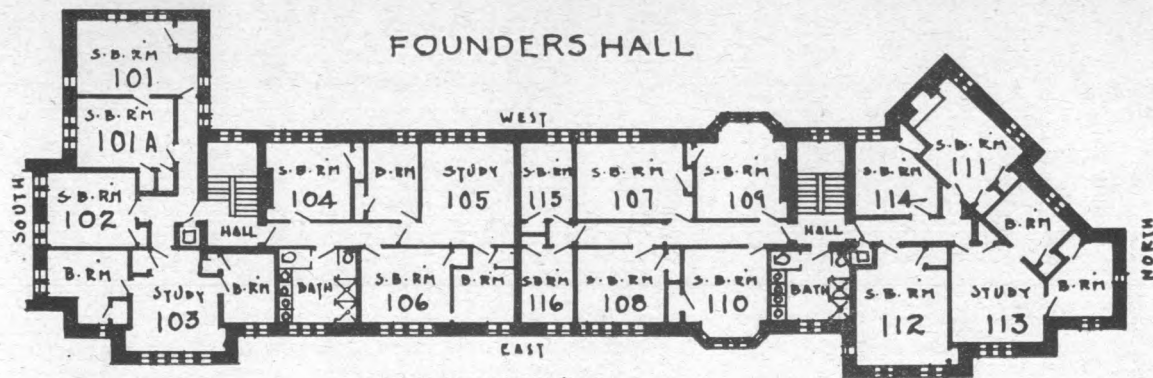 FOUNDERS HALL
WEST
SOUTH
NORTH
EAST
S. B. RM
101
S. B. RM
101A
S. B. RM
102
B. RM
STUDY
103
B. RM
HALL
BATH
S. B. RM
104
B. RM
STUDY
105
S. B. RM
106
B. RM
S. B. RM
115
S. B. RM
116
S. B. RM
107
S. B. RM
108
S. B. RM
109
S. B. RM
110
HALL
BATH
S. B. RM
114
S. B. RM
111
B. RM
S. B. RM
112
STUDY
113
B. RM